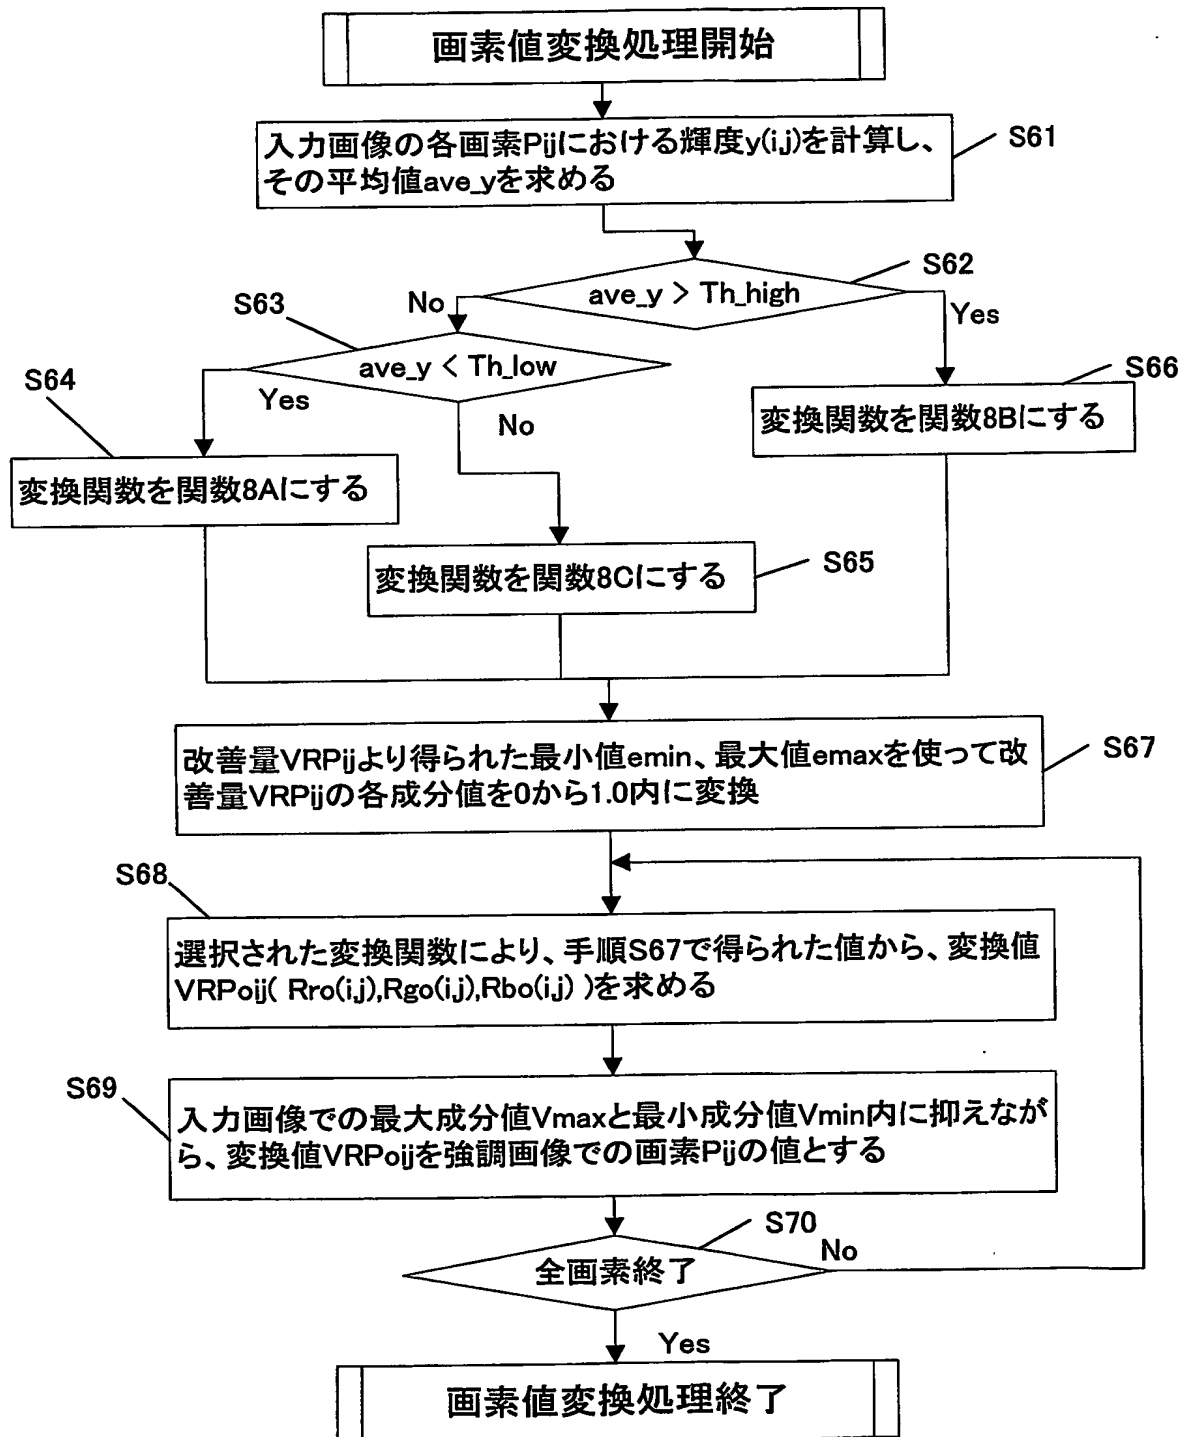 画素値変換処理開始
入力画像の各画素Pijにおける輝度y(i,j)を計算し、
その平均値ave_yを求める
S61
S62
ave_y > Th_high
No
Yes
S63
ave_y < Th_low
Yes
No
S64
変換関数を関数8Aにする
S66
変換関数を関数8Bにする
変換関数を関数8Cにする
S65
改善量VRPijより得られた最小値emin、最大値emaxを使って改
善量VRPijの各成分値を0から1.0内に変換
S67
S68
選択された変換関数により、手順S67で得られた値から、変換値
VRPoij( Rro(i,j),Rgo(i,j),Rbo(i,j) )を求める
S69
入力画像での最大成分値Vmaxと最小成分値Vmin内に抑えなが
ら、変換値VRPoijを強調画像での画素Pijの値とする
S70
全画素終了
No
Yes
画素値変換処理終了